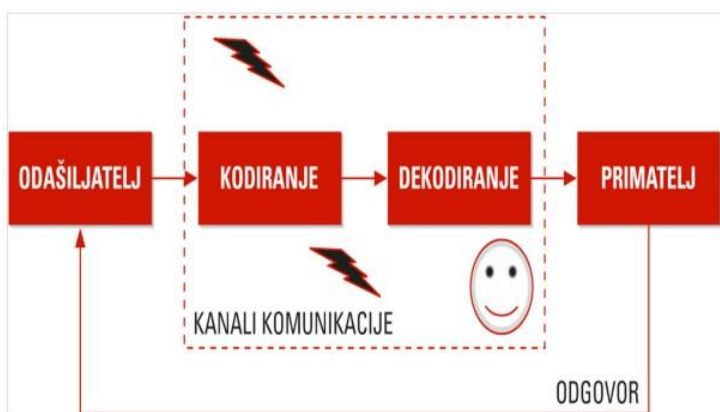 ODAŠILJATELJ
KODIRANJE
DEKODIRANJE
PRIMATELJ
KANALI KOMUNIKACIJE
ODGOVOR